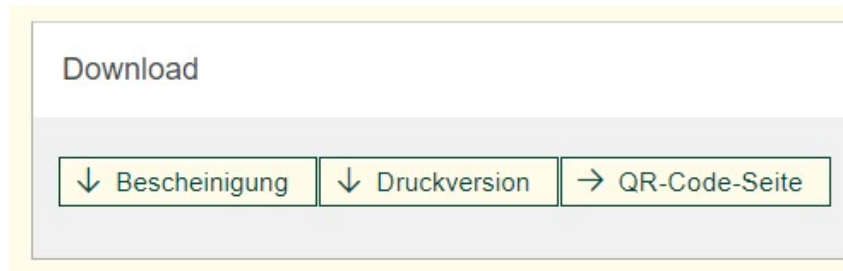 Download
↓ Bescheinigung ↓ Druckversion → QR-Code-Seite